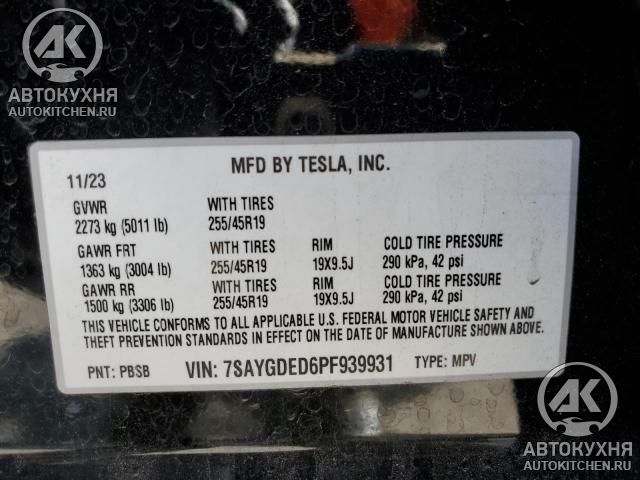 AK
АВТОКУХНЯ
AUTOKITCHEN.RU
MFD BY TESLA, INC.
11/23
GVWR WITH TIRES
2273 kg (5011 lb) 255/45R19
GAWR FRT WITH TIRES RIM COLD TIRE PRESSURE
1363 kg (3004 lb) 255/45R19 19X9.5J 290 kPa, 42 psi
GAWR RR WITH TIRES RIM COLD TIRE PRESSURE
1500 kg (3306 lb) 255/45R19 19X9.5J 290 kPa, 42 psi
THIS VEHICLE CONFORMS TO ALL APPLICABLE U.S. FEDERAL MOTOR VEHICLE SAFETY AND
THEFT PREVENTION STANDARDS IN EFFECT ON THE DATE OF MANUFACTURE SHOWN ABOVE.
PNT: PBSB VIN: 7SAYGDED6PF939931 TYPE: MPV
AK
АВТОКУХНЯ
AUTOKITCHEN.RU